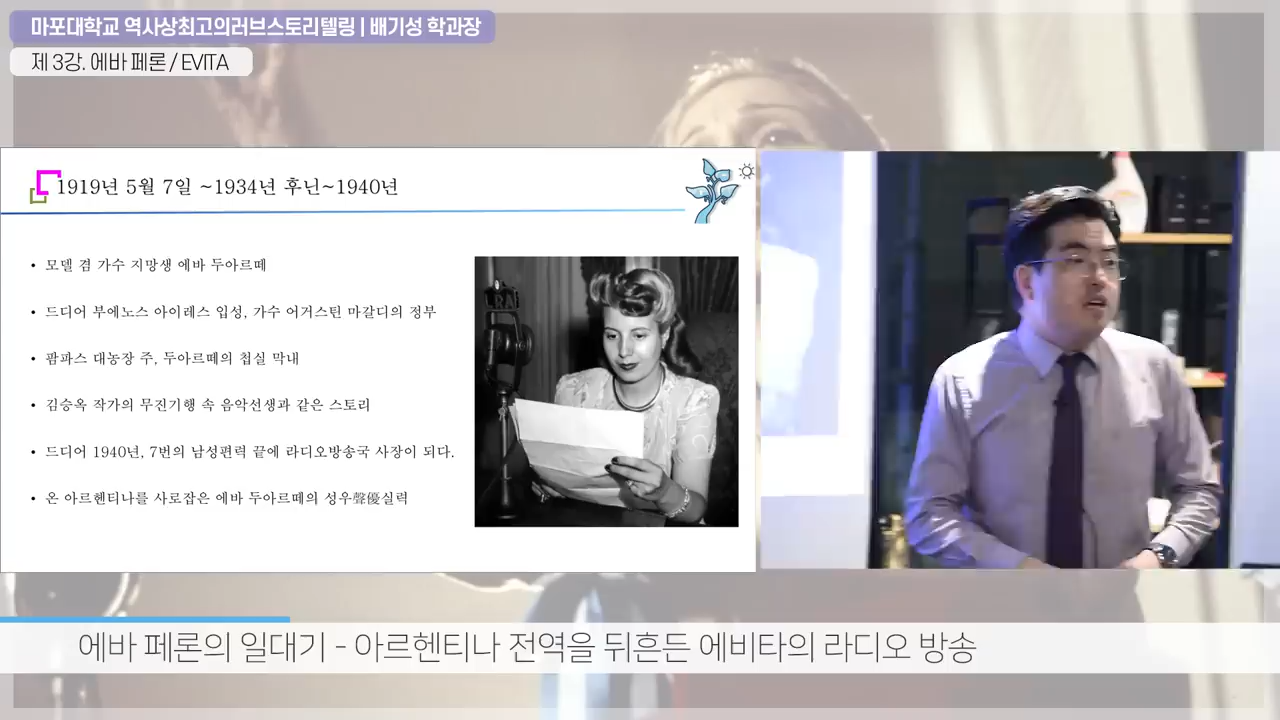 마포대학교 역사상최고의러브스토리텔링 | 배기성 학과장
제 3강. 에바 페론 / EVITA
1919년 5월 7일 ~1934년 후닌~1940년
• 모델 겸 가수 지망생 에바 두아르떼
• 드디어 부에노스 아이레스 입성, 가수 어거스틴 마갈디의 정부
• 팜파스 대농장 주, 두아르떼의 첩실 막내
• 김승옥 작가의 무진기행 속 음악선생과 같은 스토리
• 드디어 1940년, 7번의 남성편력 끝에 라디오방송국 사장이 되다.
• 온 아르헨티나를 사로잡은 에바 두아르떼의 성우聲優실력
에바 페론의 일대기 - 아르헨티나 전역을 뒤흔든 에비타의 라디오 방송